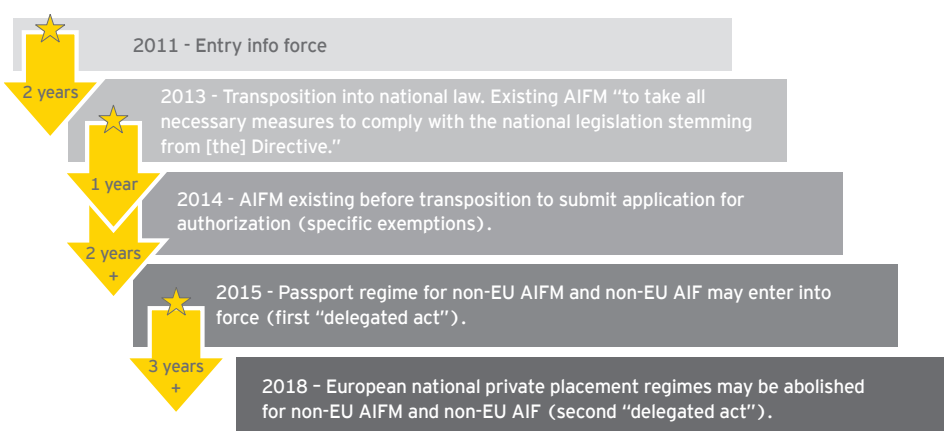 2011 - Entry info force
2 years
2013 - Transposition into national law. Existing AIFM “to take all
necessary measures to comply with the national legislation stemming
from [the] Directive.”
1 year
2014 - AIFM existing before transposition to submit application for
authorization (specific exemptions).
2 years
+
2015 - Passport regime for non-EU AIFM and non-EU AIF may enter into
force (first “delegated act”).
3 years
+
2018 – European national private placement regimes may be abolished
for non-EU AIFM and non-EU AIF (second “delegated act”).